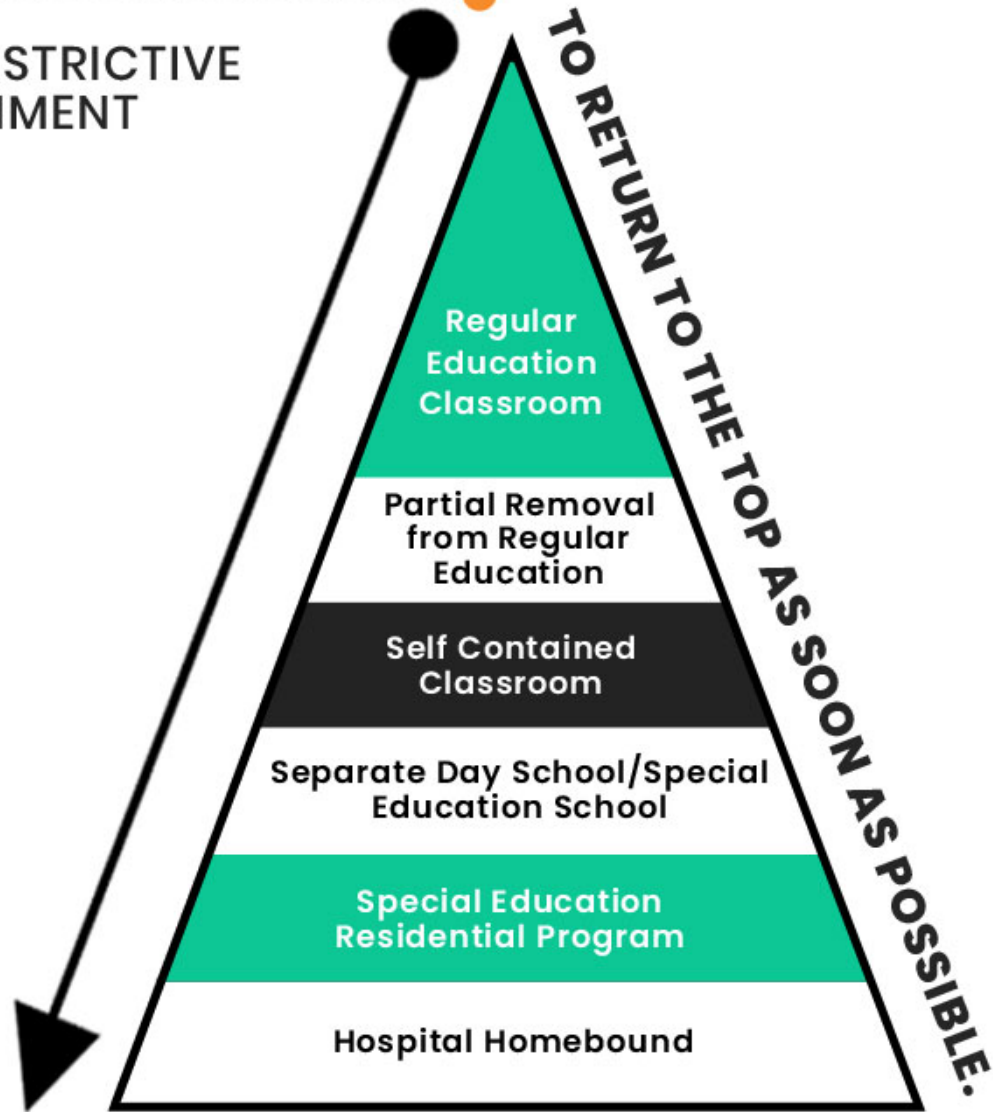 STRICTIVE
MENT
TO RETURN TO THE TOP AS SOON AS POSSIBLE.
Regular
Education
Classroom
Partial Removal
from Regular
Education
Self Contained
Classroom
Separate Day School/Special
Education School
Special Education
Residential Program
Hospital Homebound